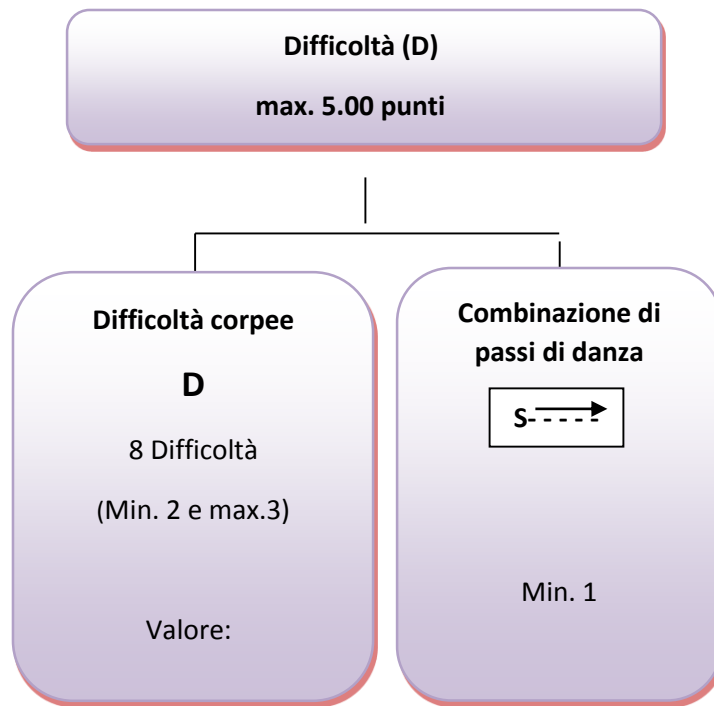 Difficoltà (D)
max. 5.00 punti
Difficoltà corpee
D
8 Difficoltà
(Min. 2 e max.3)
Valore:
Combinazione di
passi di danza
S
Min. 1